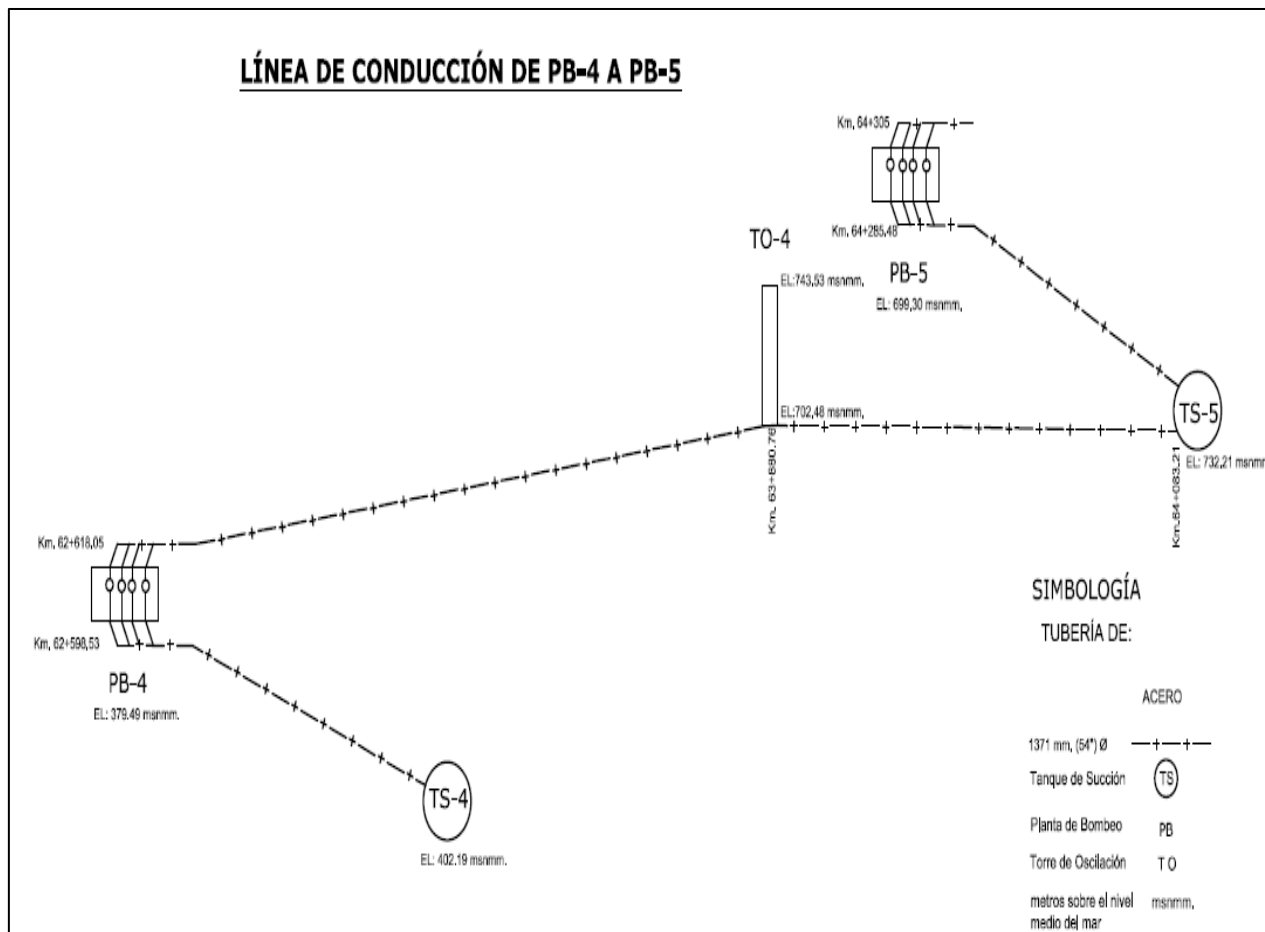 LÍNEA DE CONDUCCIÓN DE PB-4 A PB-5
Km. 64+305
Km. 64+285.48
TO-4
PB-5
EL:743.53 msnmm.
EL: 699.30 msnmm.
TS-5
EL:702.48 msnmm.
EL: 732.21 msnmm
Km. 63+880.76
Km.64+083.21
Km. 62+618.05
Km. 62+598.53
PB-4
EL: 379.49 msnmm.
TS-4
EL: 402.19 msnmm.
SIMBOLOGÍA
TUBERÍA DE:
ACERO
1371 mm, (54") Ø
Tanque de Succión TS
Planta de Bombeo PB
Torre de Oscilación T O
metros sobre el nivel msnmm.
medio del mar